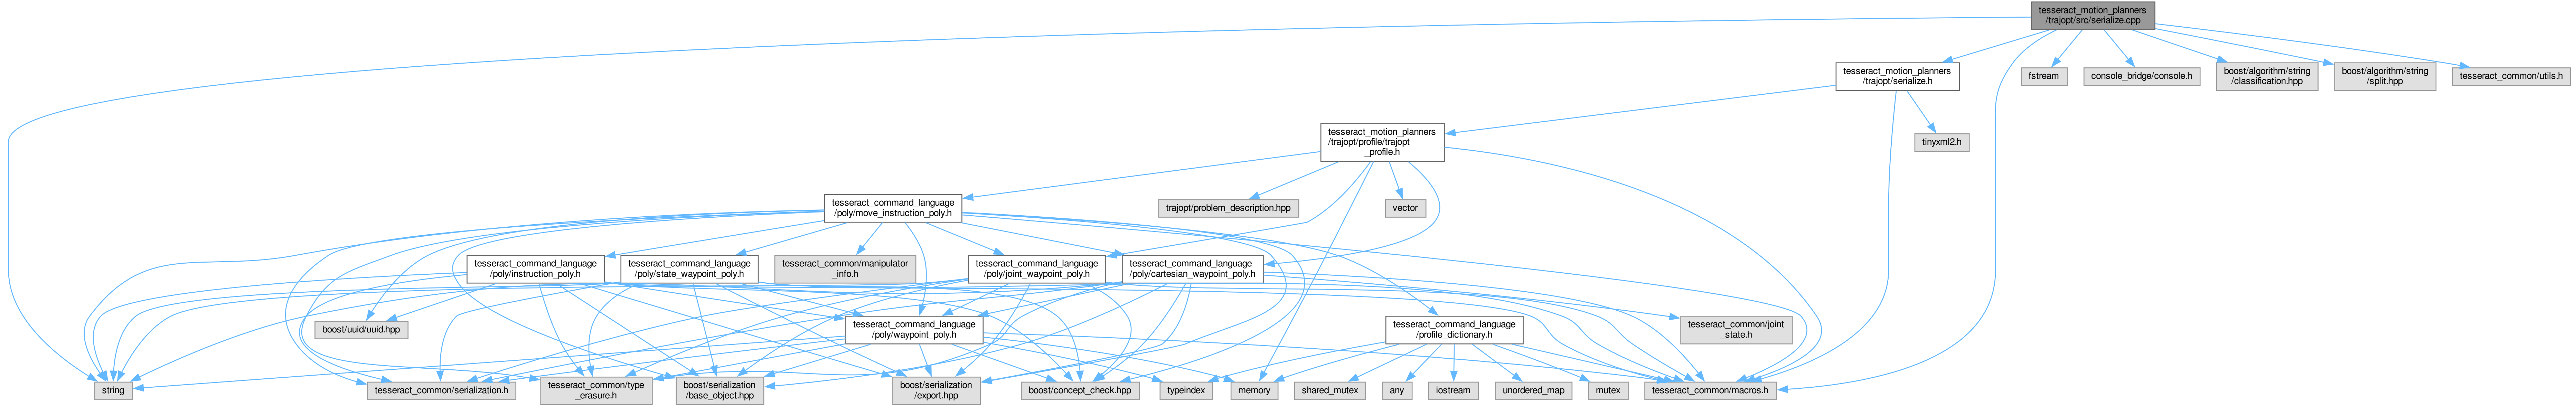 tesseract_motion_planners
/trajopt/src/serialize.cpp
tesseract_motion_planners
/trajopt/serialize.h
fstream
console_bridge/console.h
boost/algorithm/string
/classification.hpp
boost/algorithm/string
/split.hpp
tesseract_common/utils.h
tesseract_motion_planners
/trajopt/profile/trajopt
_profile.h
tinyxml2.h
tesseract_command_language
/poly/move_instruction_poly.h
trajopt/problem_description.hpp
vector
tesseract_command_language
/poly/instruction_poly.h
tesseract_command_language
/poly/state_waypoint_poly.h
tesseract_common/manipulator
_info.h
tesseract_command_language
/poly/joint_waypoint_poly.h
tesseract_command_language
/poly/cartesian_waypoint_poly.h
boost/uuid/uuid.hpp
tesseract_command_language
/poly/waypoint_poly.h
tesseract_command_language
/profile_dictionary.h
tesseract_common/joint
_state.h
string
tesseract_common/serialization.h
tesseract_common/type
_erasure.h
boost/serialization
/base_object.hpp
boost/serialization
/export.hpp
boost/concept_check.hpp
typeindex
memory
shared_mutex
any
iostream
unordered_map
mutex
tesseract_common/macros.h